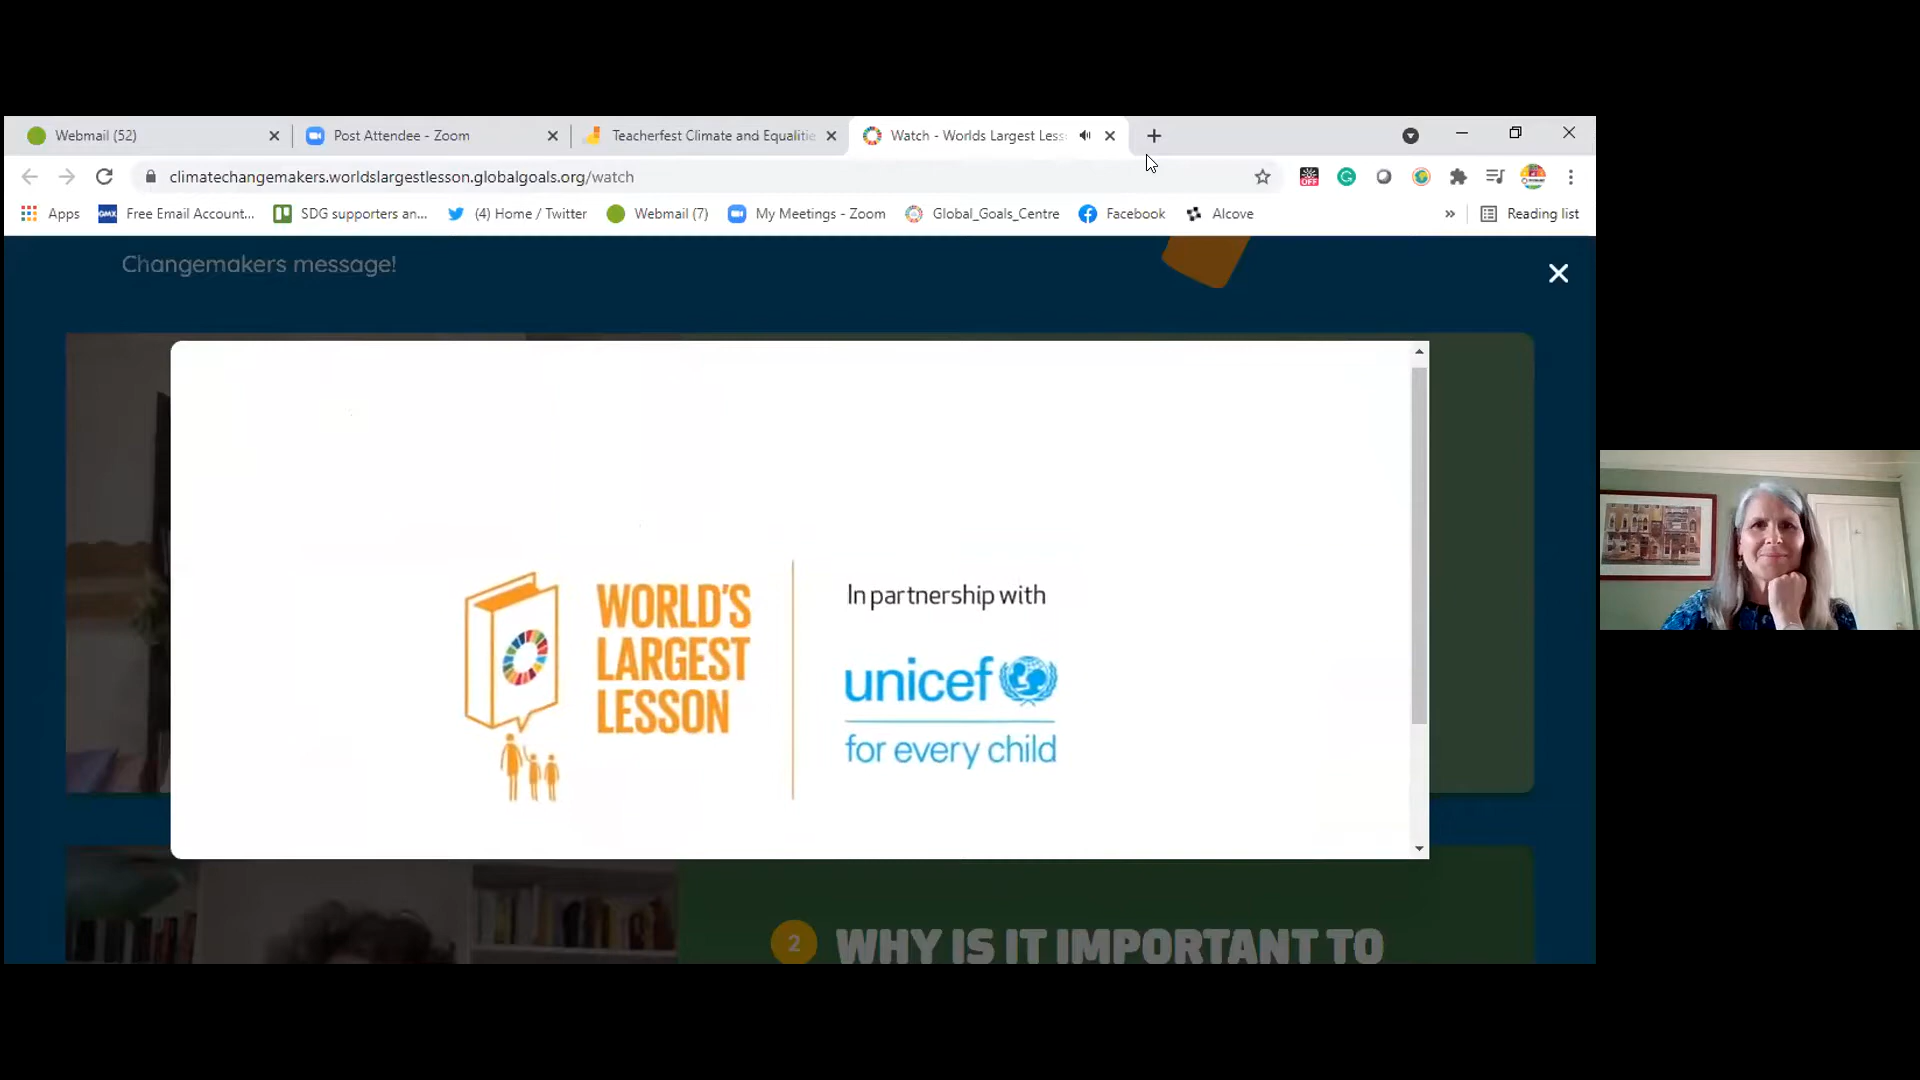 Webmail (52)
Post Attendee - Zoom
Teacherfest Climate and Equalitie
Watch - Worlds Largest Less
climatechangemakers.worldslargestlesson.globalgoals.org/watch
OFF
Apps
GMX
Free Email Account...
SDG supporters an...
(4) Home / Twitter
Webmail (7)
My Meetings - Zoom
Global_Goals_Centre
Facebook
Alcove
»
Reading list
Changemakers message!
WORLD'S
LARGEST
LESSON
In partnership with
unicef
for every child
2
WHY IS IT IMPORTANT TO